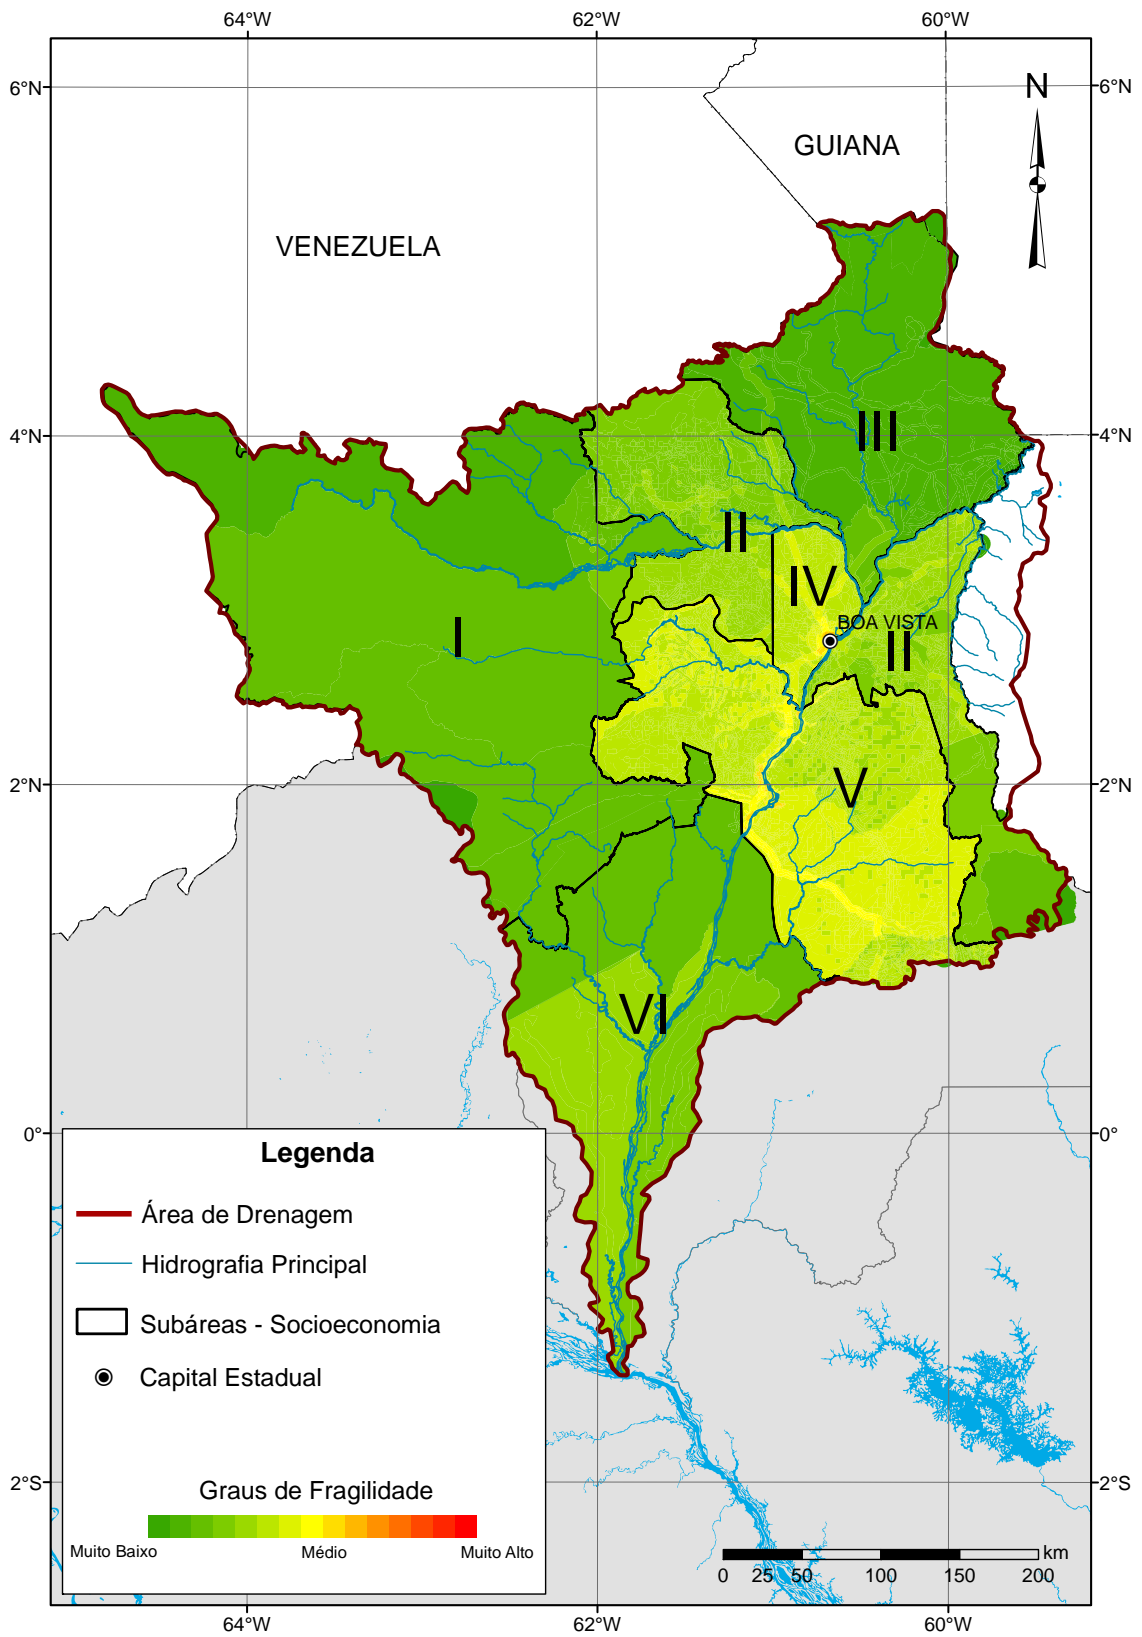 64°W 62°W 60°W
6°N 6°N
N
GUIANA
VENEZUELA
4°N 4°N
III
II
IV
BOA VISTA
I
II
2°N 2°N
V
VI
0° 0°
Legenda
Área de Drenagem
Hidrografia Principal
Subáreas - Socioeconomia
Capital Estadual
Graus de Fragilidade
Muito Baixo Médio Muito Alto
2°S 2°S
km
0 25 50 100 150 200
64°W 62°W 60°W